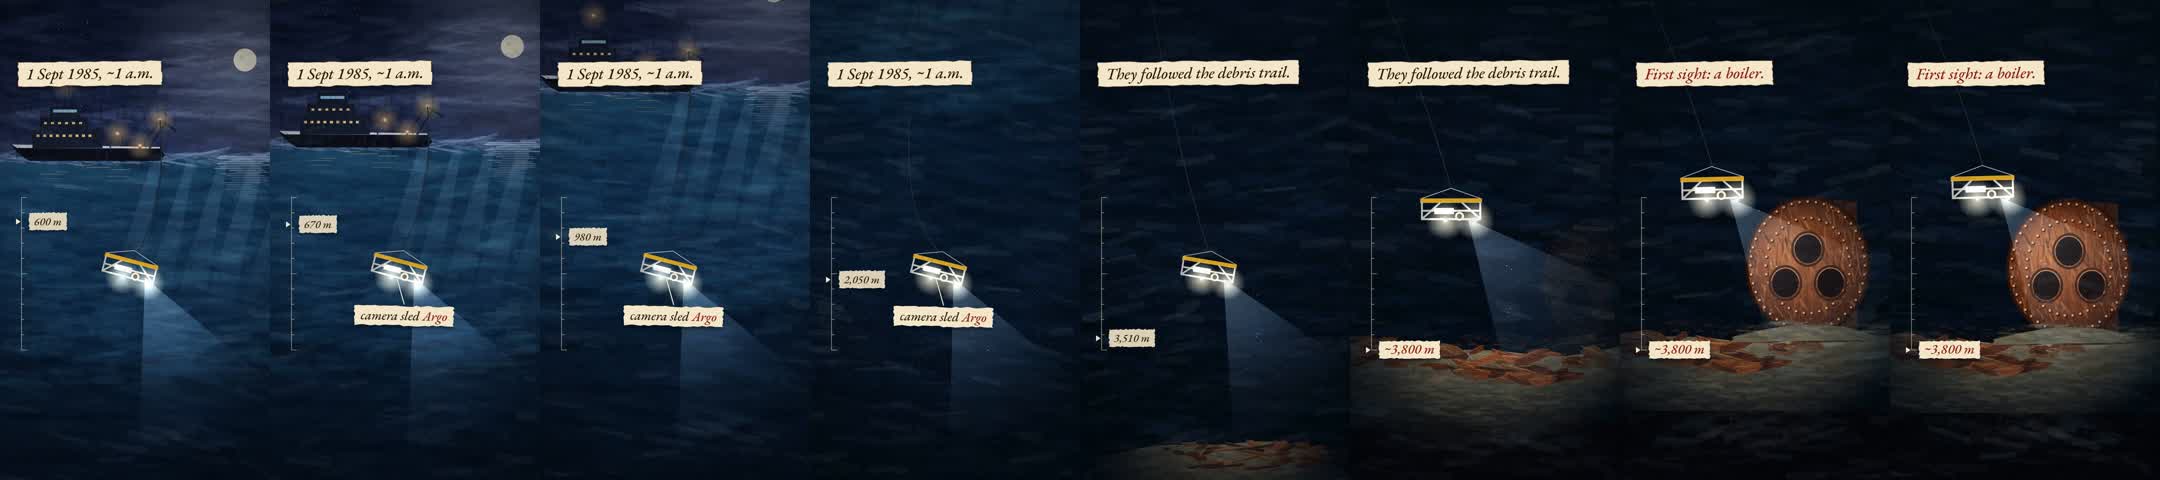 1 Sept 1985, ~1 a.m.
600 m
1 Sept 1985, ~1 a.m.
670 m
camera sled Argo
1 Sept 1985, ~1 a.m.
980 m
camera sled Argo
1 Sept 1985, ~1 a.m.
2,050 m
camera sled Argo
They followed the debris trail.
3,510 m
They followed the debris trail.
~3,800 m
First sight: a boiler.
~3,800 m
First sight: a boiler.
~3,800 m